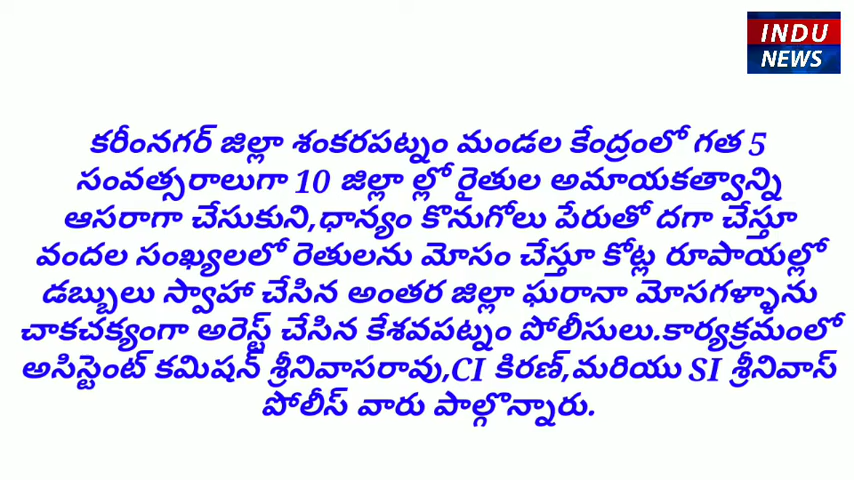 INDU
NEWS
కరీంనగర్ జిల్లా శంకరపట్నం మండల కేంద్రంలో గత 5
సంవత్సరాలుగా 10 జిల్లా ల్లో రైతుల అమాయకత్వాన్ని
ఆసరాగా చేసుకుని,ధాన్యం కొనుగోలు పేరుతో దగా చేస్తూ
వందల సంఖ్యలలో రెతులను మోసం చేస్తూ కోట్ల రూపాయల్లో
డబ్బులు స్వాహా చేసిన అంతర జిల్లా ఘరానా మోసగళ్ళాను
చాకచక్యంగా అరెస్ట్ చేసిన కేశవపట్నం పోలీసులు.కార్యక్రమంలో
అసిస్టెంట్ కమిషన్ శ్రీనివాసరావు,CI కిరణ్,మరియు SI శ్రీనివాస్
పోలీస్ వారు పాల్గొన్నారు.